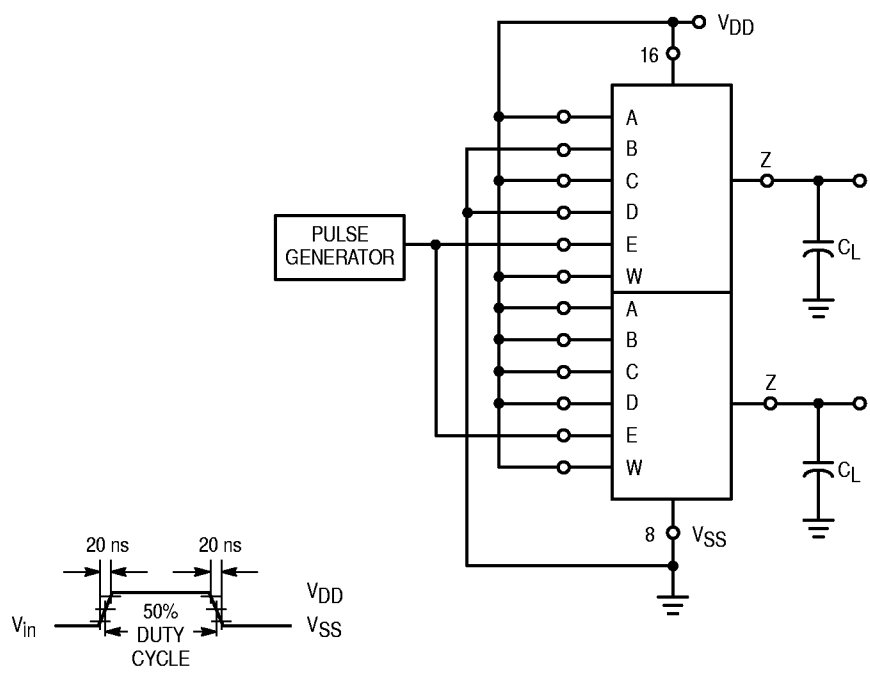 VDD
16
A
B
C
D
E
W
Z
CL
PULSE
GENERATOR
A
B
C
D
E
W
Z
CL
8 VSS
20 ns 20 ns
VDD
Vin 50% VSS
DUTY
CYCLE